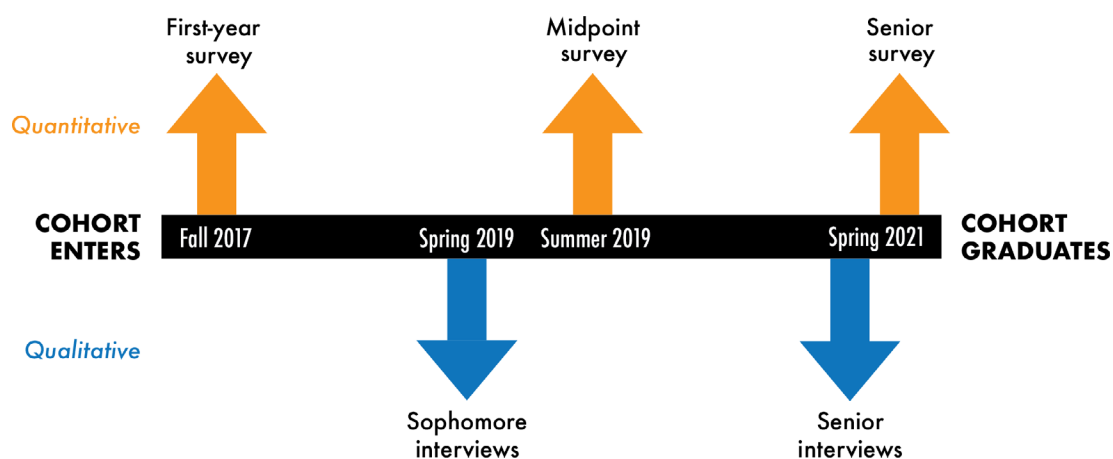 First-year
survey
Midpoint
survey
Senior
survey
Quantitative
COHORT
ENTERS
Fall 2017
Spring 2019
Summer 2019
Spring 2021
COHORT
GRADUATES
Qualitative
Sophomore
interviews
Senior
interviews